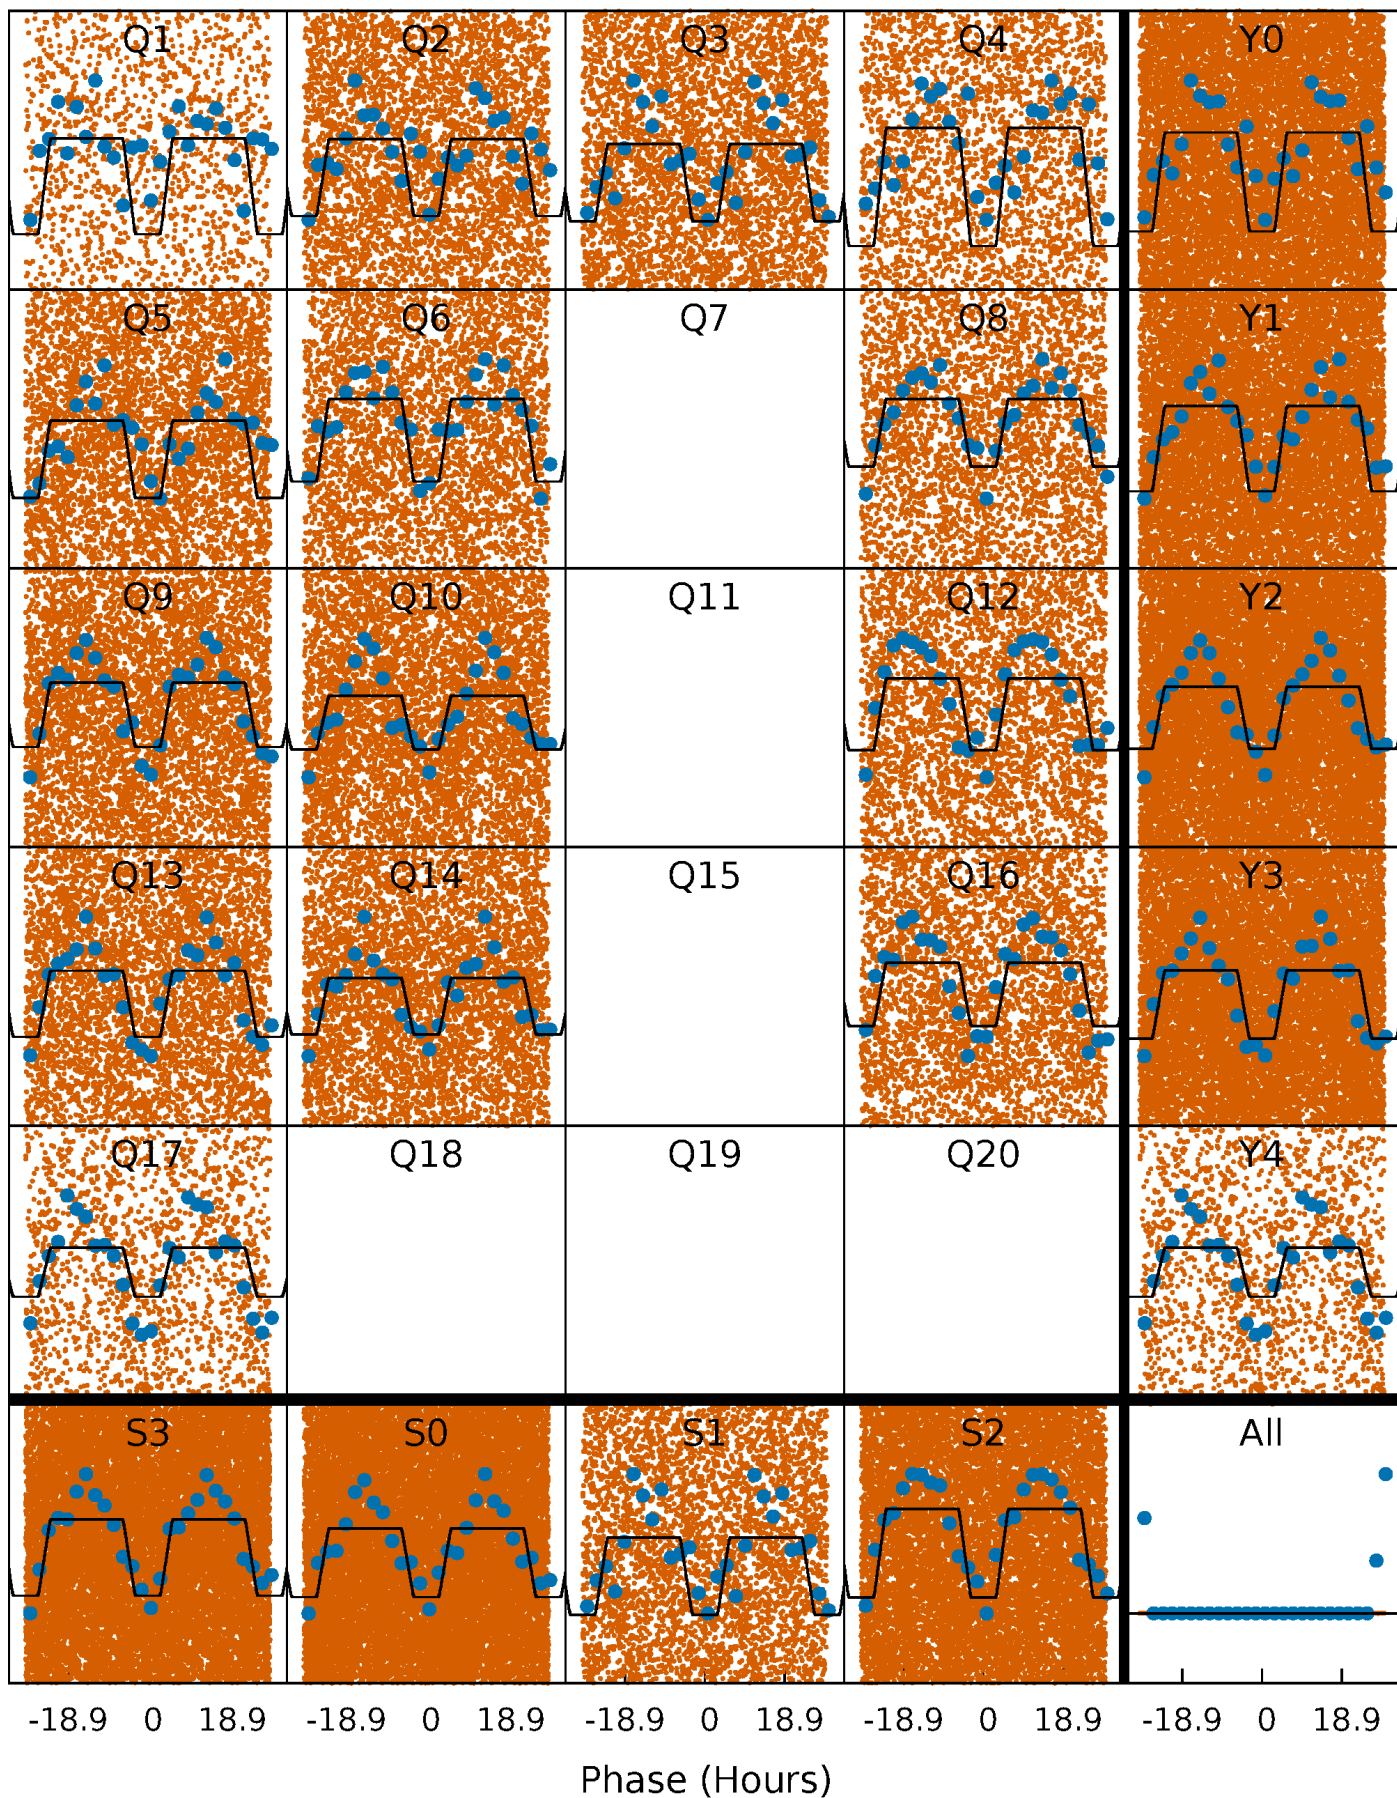 Q1 Q2 Q3 Q4 Y0
Q5 Q6 Q7 Q8 Y1
Q9 Q10 Q11 Q12 Y2
Q13 Q14 Q15 Q16 Y3
Q17 Q18 Q19 Q20 Y4
S3 S0 S1 S2 All
-18.9 0 18.9 -18.9 0 18.9 -18.9 0 18.9 -18.9 0 18.9 -18.9 0 18.9
Phase (Hours)